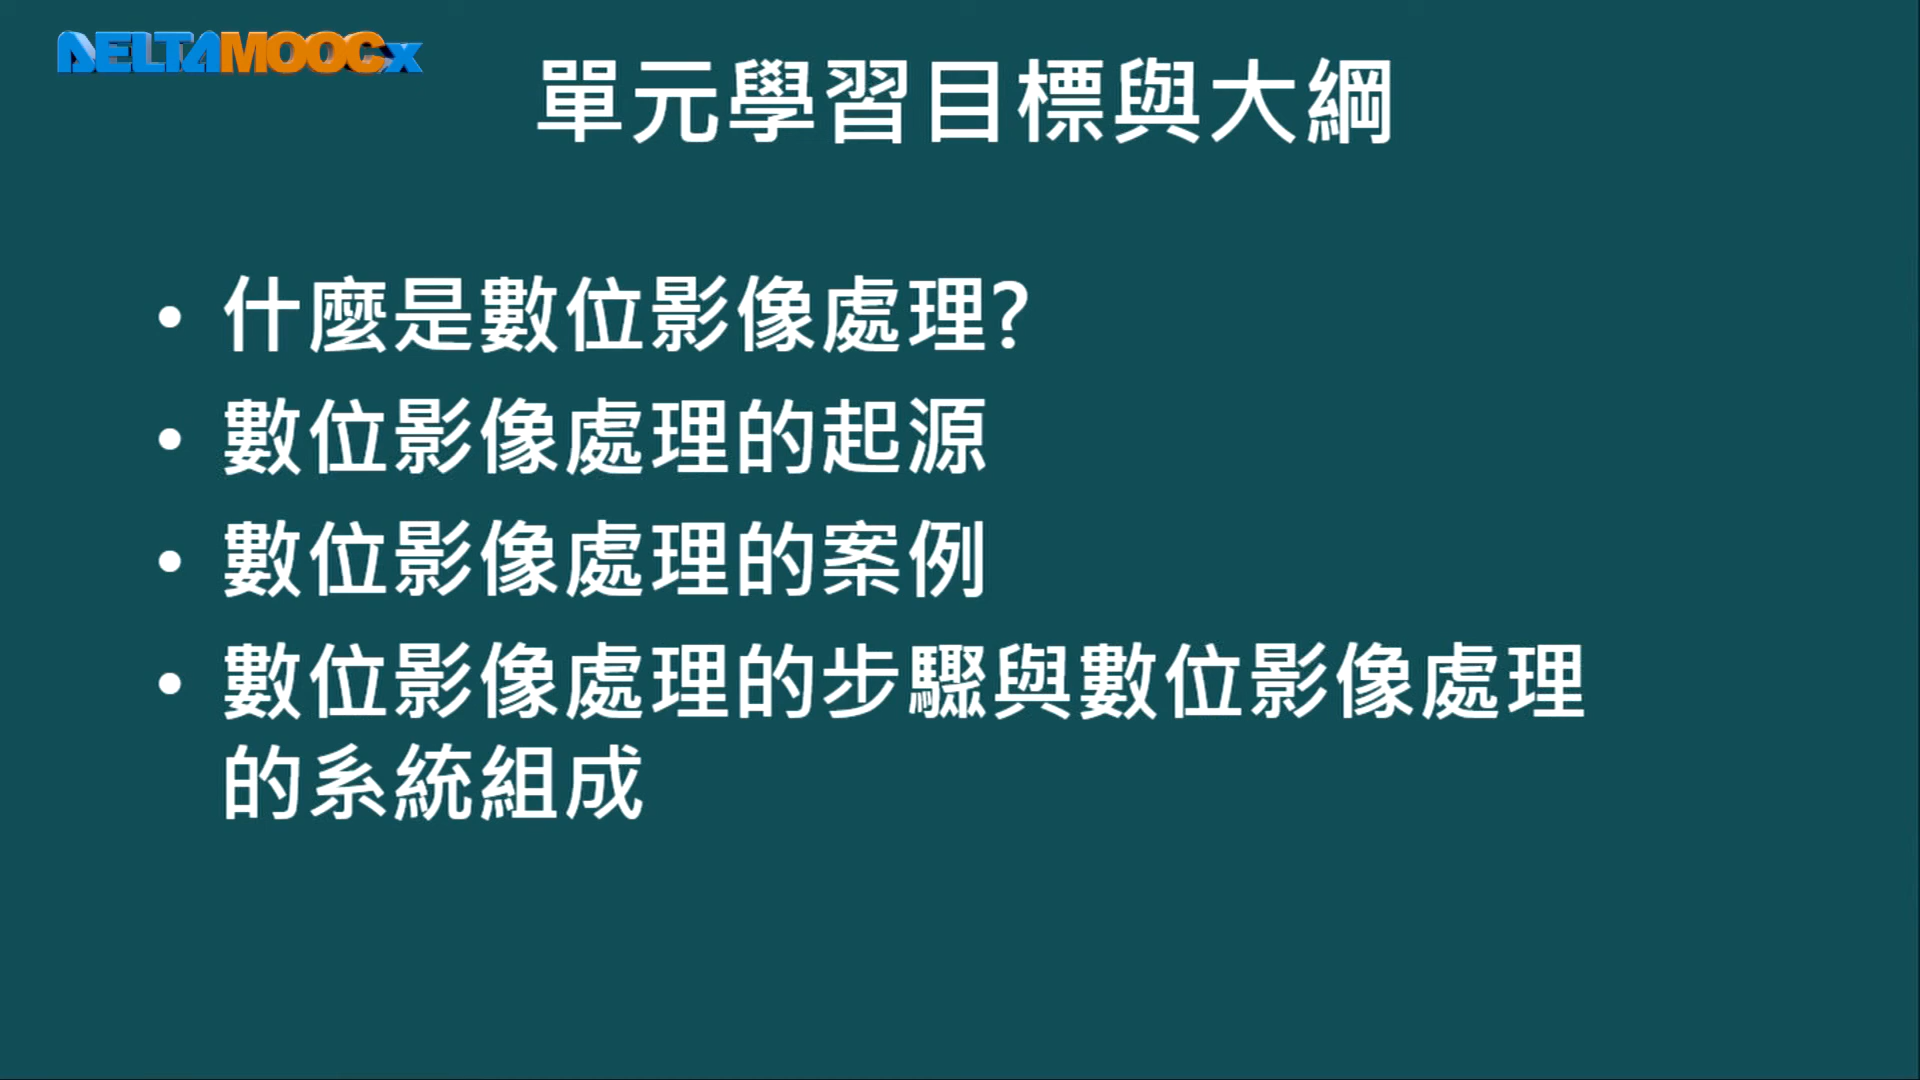 DELTAMOOCx
單元學習目標與大綱
• 什麼是數位影像處理?
• 數位影像處理的起源
• 數位影像處理的案例
• 數位影像處理的步驟與數位影像處理
的系統組成